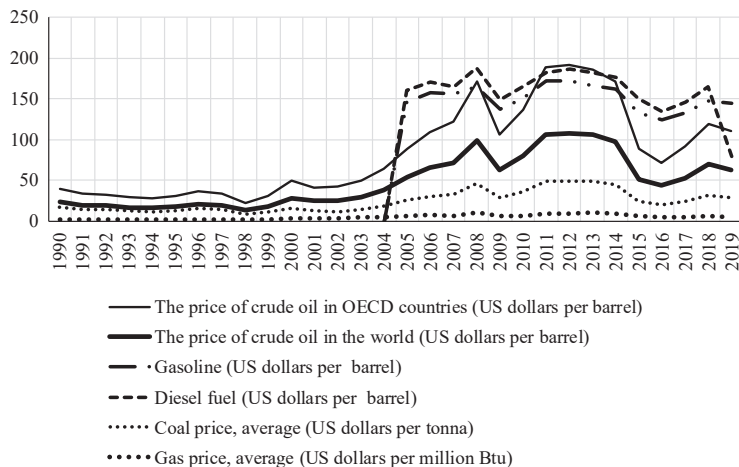 250
200
150
100
50
0
1990 1991 1992 1993 1994 1995 1996 1997 1998 1999 2000 2001 2002 2003 2004 2005 2006 2007 2008 2009 2010 2011 2012 2013 2014 2015 2016 2017 2018 2019
The price of crude oil in OECD countries (US dollars per barrel)
The price of crude oil in the world (US dollars per barrel)
Gasoline (US dollars per barrel)
Diesel fuel (US dollars per barrel)
Coal price, average (US dollars per tonna)
Gas price, average (US dollars per million Btu)